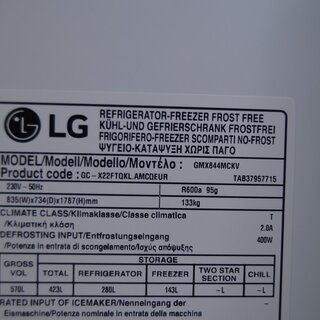 LG
REFRIGERATOR-FREEZER FROST FREE
KÜHL-UND GEFRIERSCHRANK FROSTFREI
FRIGORIFERO-FREEZER SCOMPARTI NO-FROST
ΨΥΓΕΙΟ-ΚΑΤΑΨΥΞΗ ΧΩΡΙΣ ΠΑΓΟ
MODEL/Modell/Modello/Μοντέλο : GMX844MCKV
Product code : GC-X22FTQKL.AMCQEUR TAB37957715
230V ~ 50Hz R600a 95g
835(W)x734(D)x1787(H)mm 133kg
CLIMATE CLASS/Klimaklasse/Classe climatica T
/Κλιματική κλάση 2.0A
DEFROSTING INPUT/Entfrostungseingang 400W
/Potenza in scongelamento/Ισχύς απόψυξης
GROSS VOL STORAGE
TOTAL REFRIGERATOR FREEZER TWO STAR SECTION CHILL
570L 423L 280L 143L -L -L
RATED INPUT OF ICEMAKER/Nenneingang der